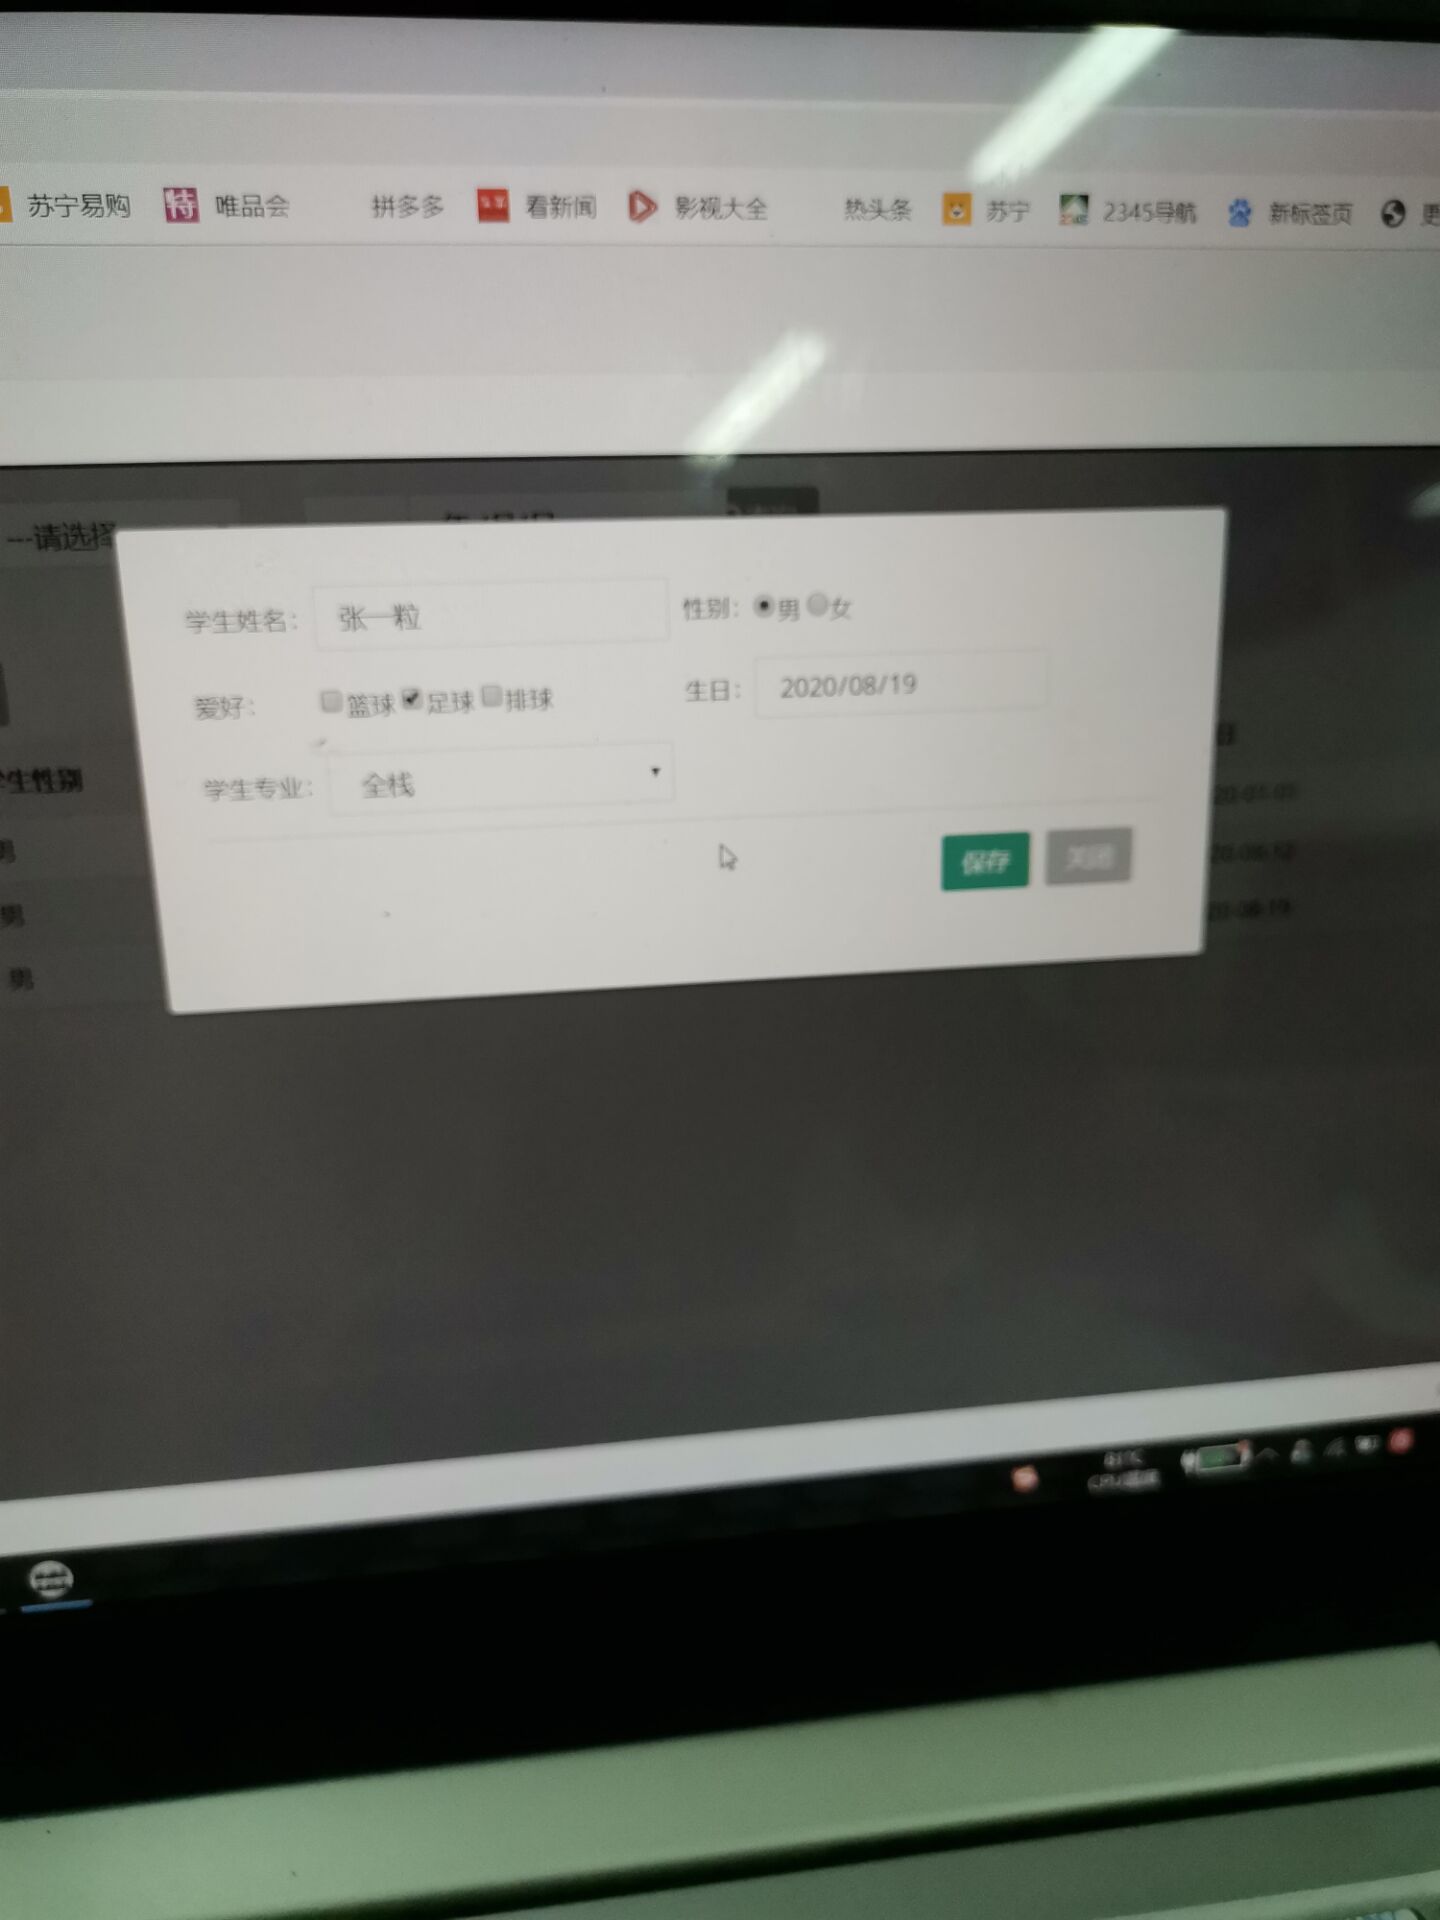 苏宁易购 特 唯品会 拼多多 看新闻 影视大全 热头条 苏宁 2345导航 新标签页 更
---请选择
学生姓名： 张一粒 性别： 男 女
爱好： 篮球 足球 排球 生日： 2020/08/19
学生专业： 全栈
保存 关闭
学生性别
男
男
男